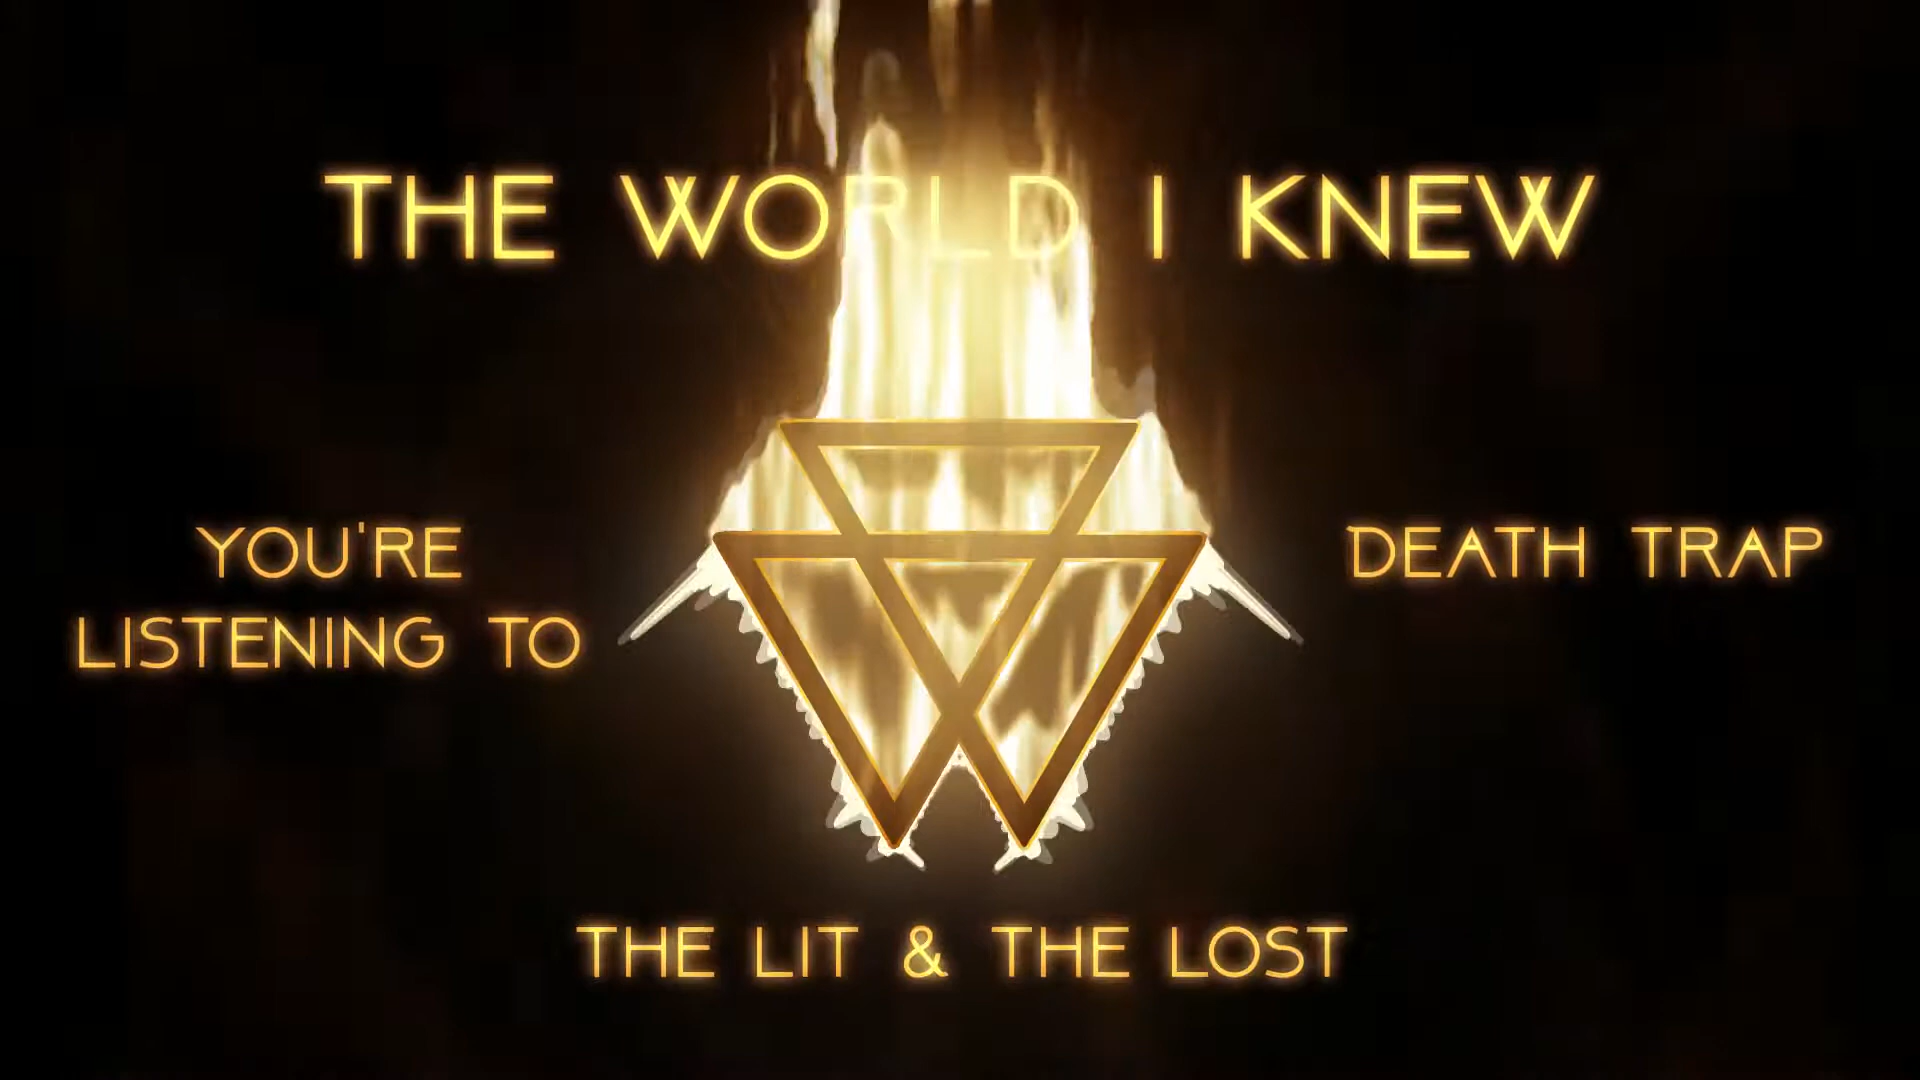 THE WORLD I KNEW
YOU'RE
LISTENING TO
DEATH TRAP
THE LIT & THE LOST